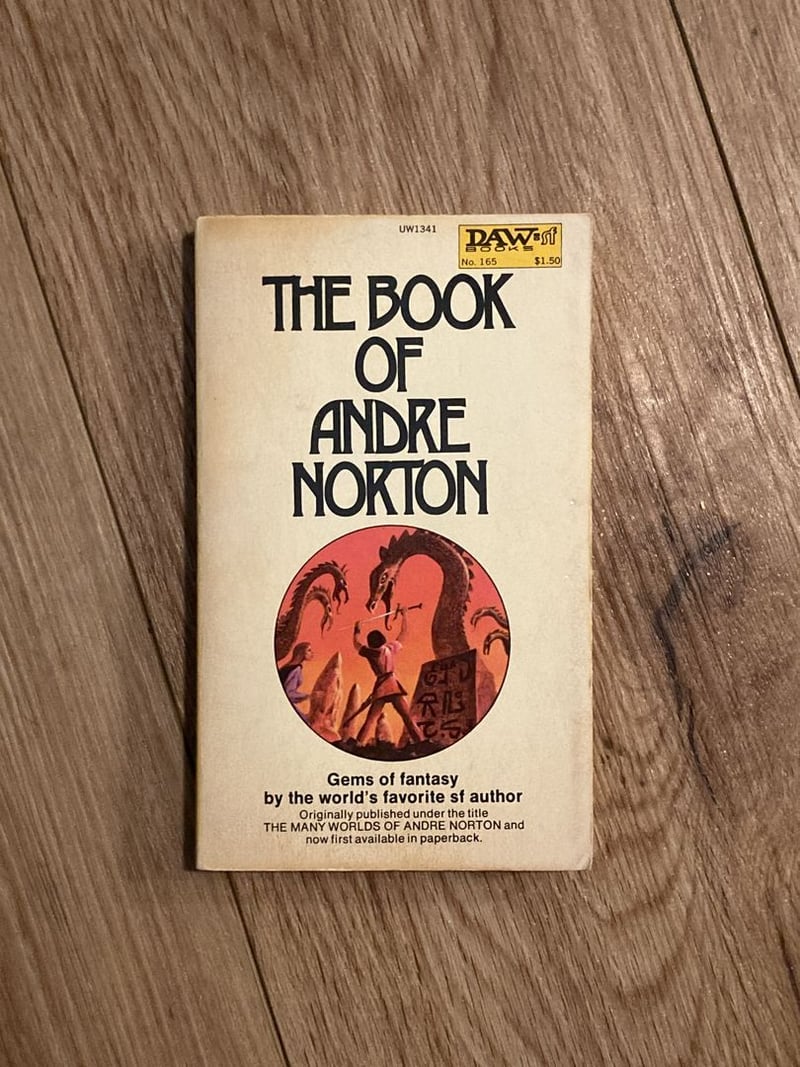 UW1341
DAW=sf
BOOKS
No. 165 $1.50
THE BOOK
OF
ANDRE
NORTON
Gems of fantasy
by the world's favorite sf author
Originally published under the title
THE MANY WORLDS OF ANDRE NORTON and
now first available in paperback.